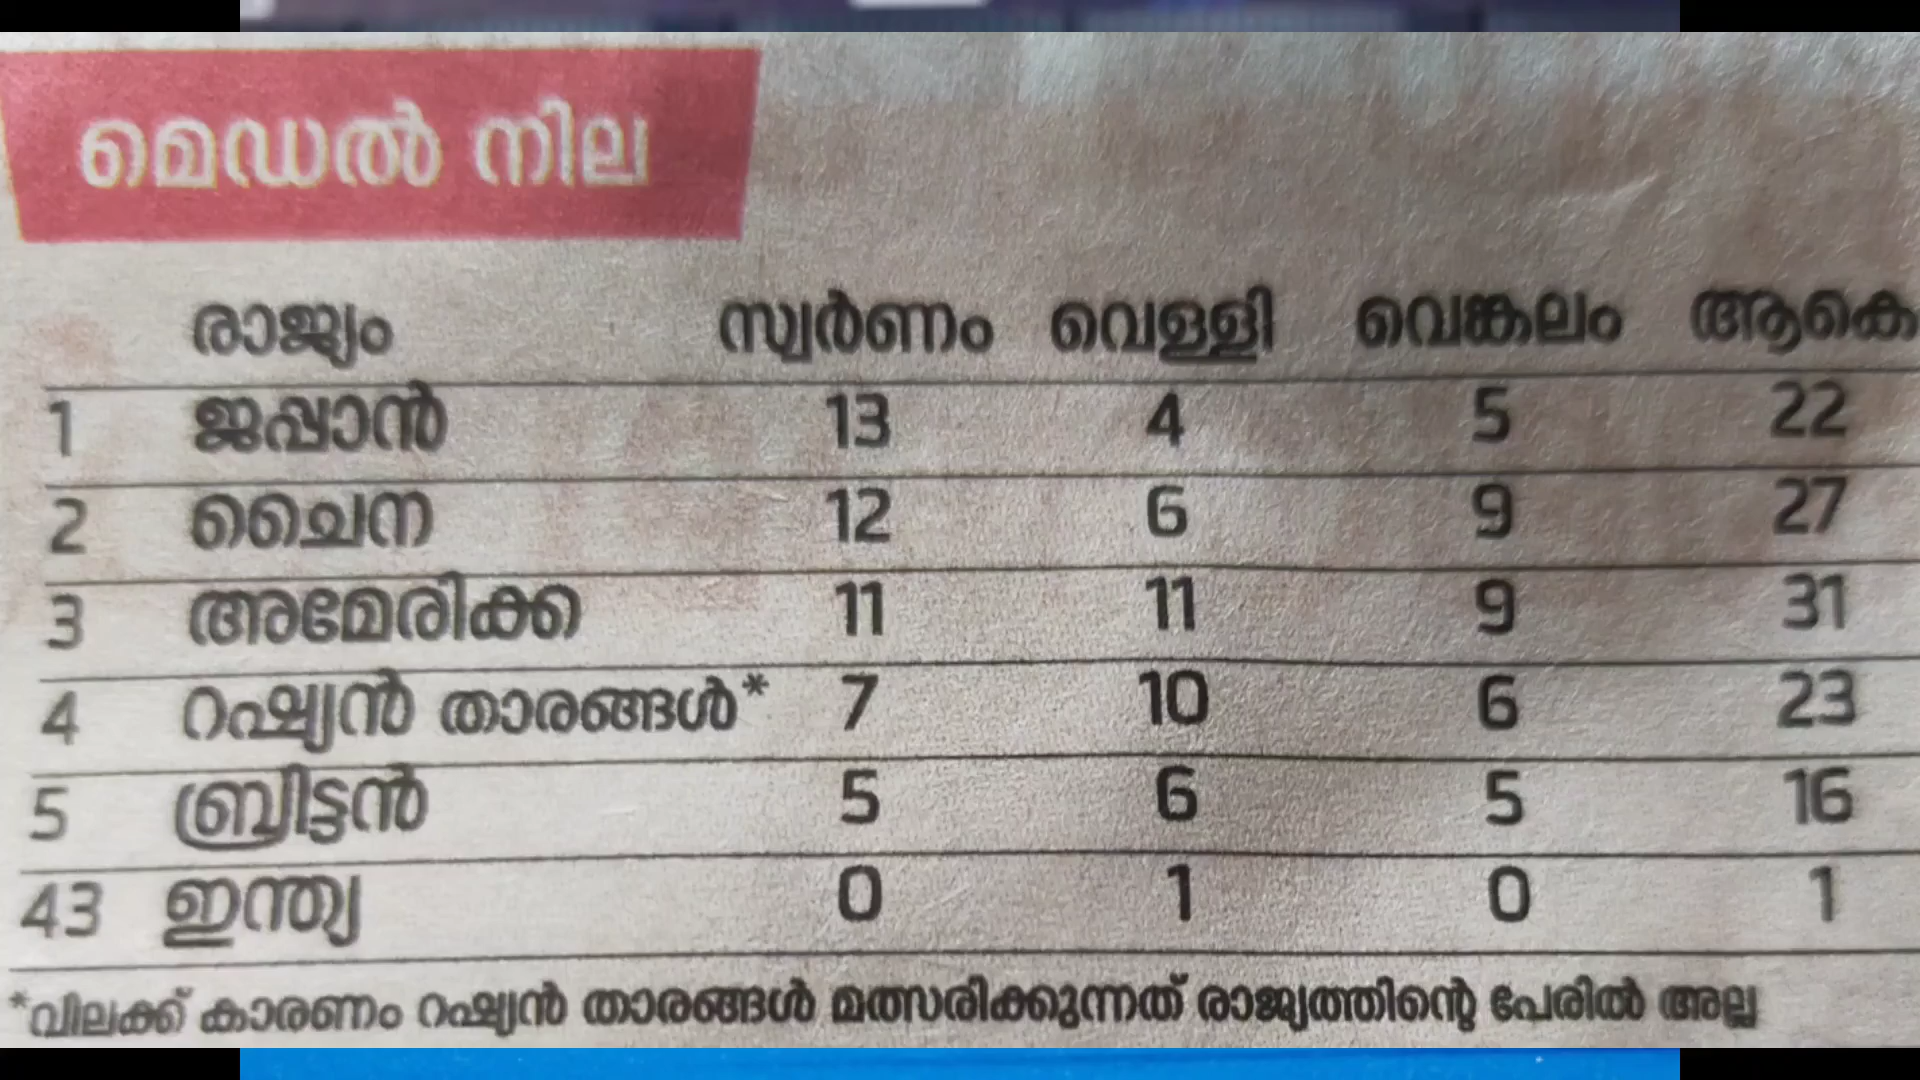 മെഡൽ നില
രാജ്യം സ്വർണം വെള്ളി വെങ്കലം ആകെ
1 ജപ്പാൻ 13 4 5 22
2 ചൈന 12 6 9 27
3 അമേരിക്ക 11 11 9 31
4 റഷ്യൻ താരങ്ങൾ* 7 10 6 23
5 ബ്രിട്ടൻ 5 6 5 16
43 ഇന്ത്യ 0 1 0 1
*വിലക്ക് കാരണം റഷ്യൻ താരങ്ങൾ മത്സരിക്കുന്നത് രാജ്യത്തിന്റെ പേരിൽ അല്ല